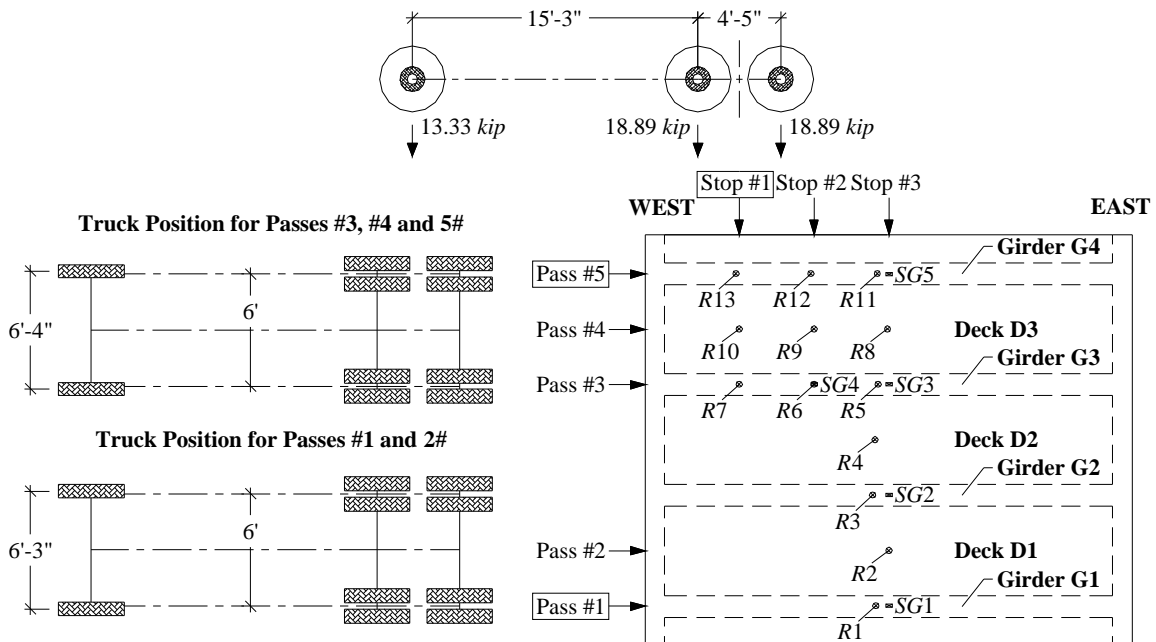 15'-3"
4'-5"
13.33 kip
18.89 kip
18.89 kip
Stop #1
Stop #2
Stop #3
WEST
EAST
Truck Position for Passes #3, #4 and 5#
6'-4"
6'
Pass #5
Girder G4
SG5
R13
R12
R11
Pass #4
Deck D3
R10
R9
R8
Girder G3
Pass #3
SG4
SG3
R7
R6
R5
Truck Position for Passes #1 and 2#
6'-3"
6'
Deck D2
R4
Girder G2
SG2
R3
Pass #2
Deck D1
R2
Girder G1
Pass #1
SG1
R1